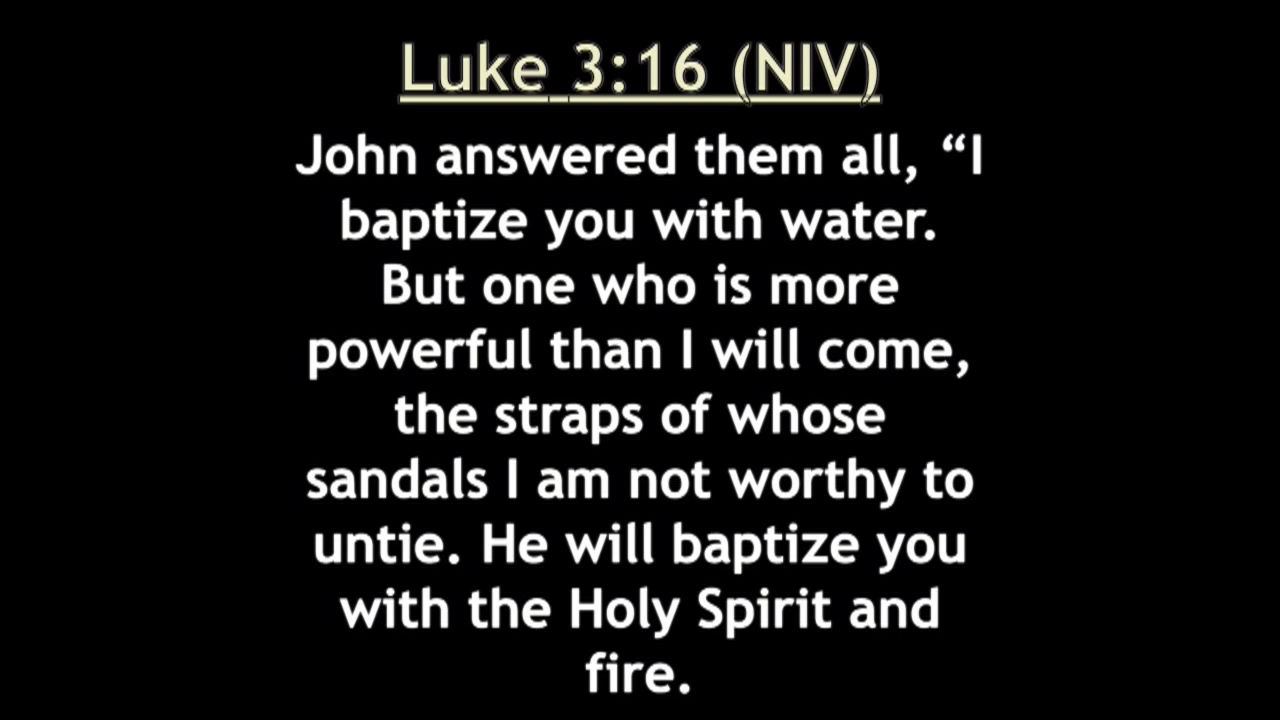 Luke 3:16 (NIV)
John answered them all, “I
baptize you with water.
But one who is more
powerful than I will come,
the straps of whose
sandals I am not worthy to
untie. He will baptize you
with the Holy Spirit and
fire.